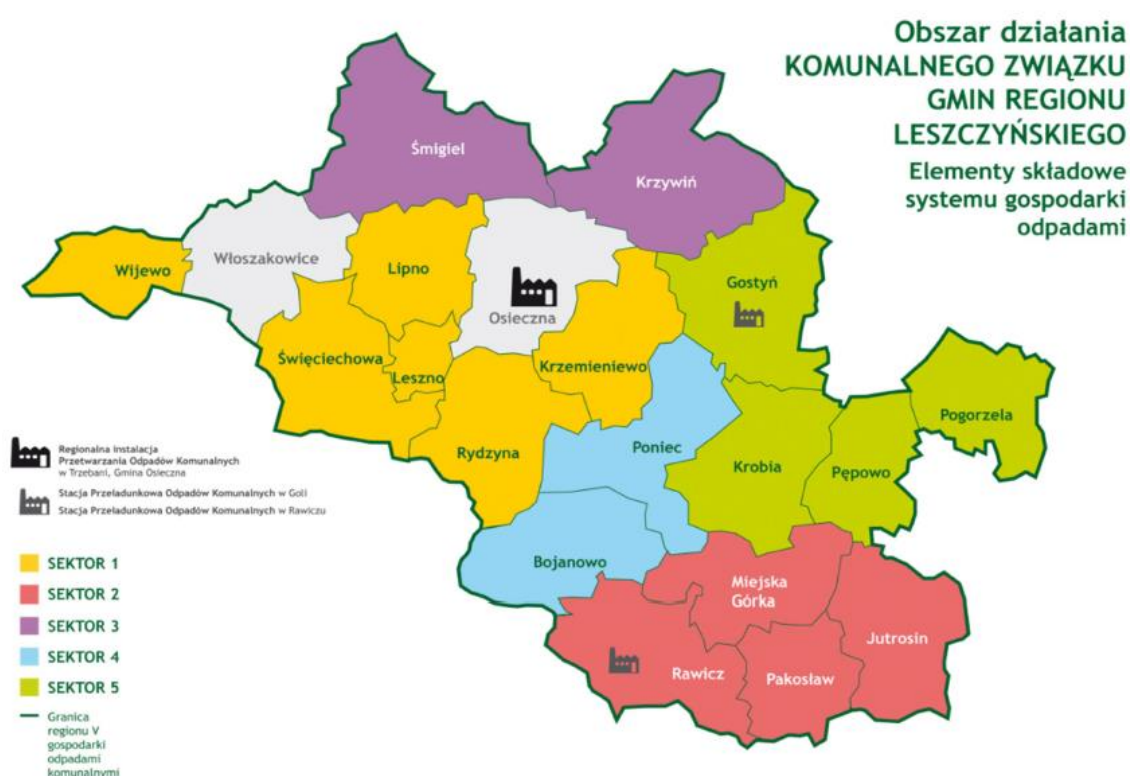 Obszar działania
KOMUNALNEGO ZWIĄZKU
GMIN REGIONU
LESZCZYŃSKIEGO
Elementy składowe
systemu gospodarki
odpadami
Śmigiel
Krzywiń
Wijewo
Włoszakowice
Lipno
Osieczna
Gostyń
Święciechowa
Leszno
Krzemieniewo
Pogorzela
Rydzyna
Poniec
Krobia
Pępowo
Bojanowo
Miejska
Górka
Jutrosin
Rawicz
Pakosław
Regionalna instalacja
Przetwarzania Odpadów Komunalnych
w Trzebani, Gmina Osieczna
Stacja Przeładunkowa Odpadów Komunalnych w Goli
Stacja Przeładunkowa Odpadów Komunalnych w Rawiczu
SEKTOR 1
SEKTOR 2
SEKTOR 3
SEKTOR 4
SEKTOR 5
Granica
regionu V
gospodarki
odpadami
komunalnymi